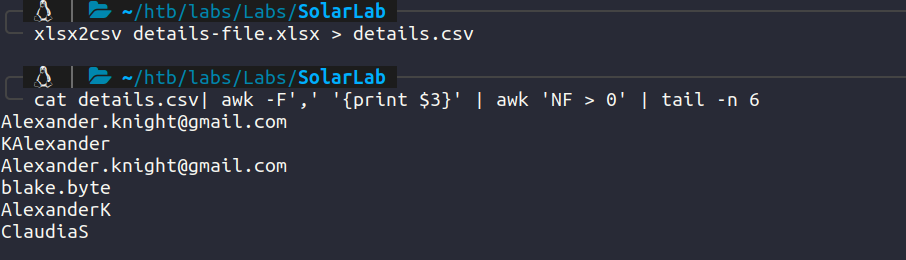 ~/htb/labs/Labs/SolarLab
xlsx2csv details-file.xlsx > details.csv
~/htb/labs/Labs/SolarLab
cat details.csv| awk -F',' '{print $3}' | awk 'NF > 0' | tail -n 6
Alexander.knight@gmail.com
KAlexander
Alexander.knight@gmail.com
blake.byte
AlexanderK
ClaudiaS